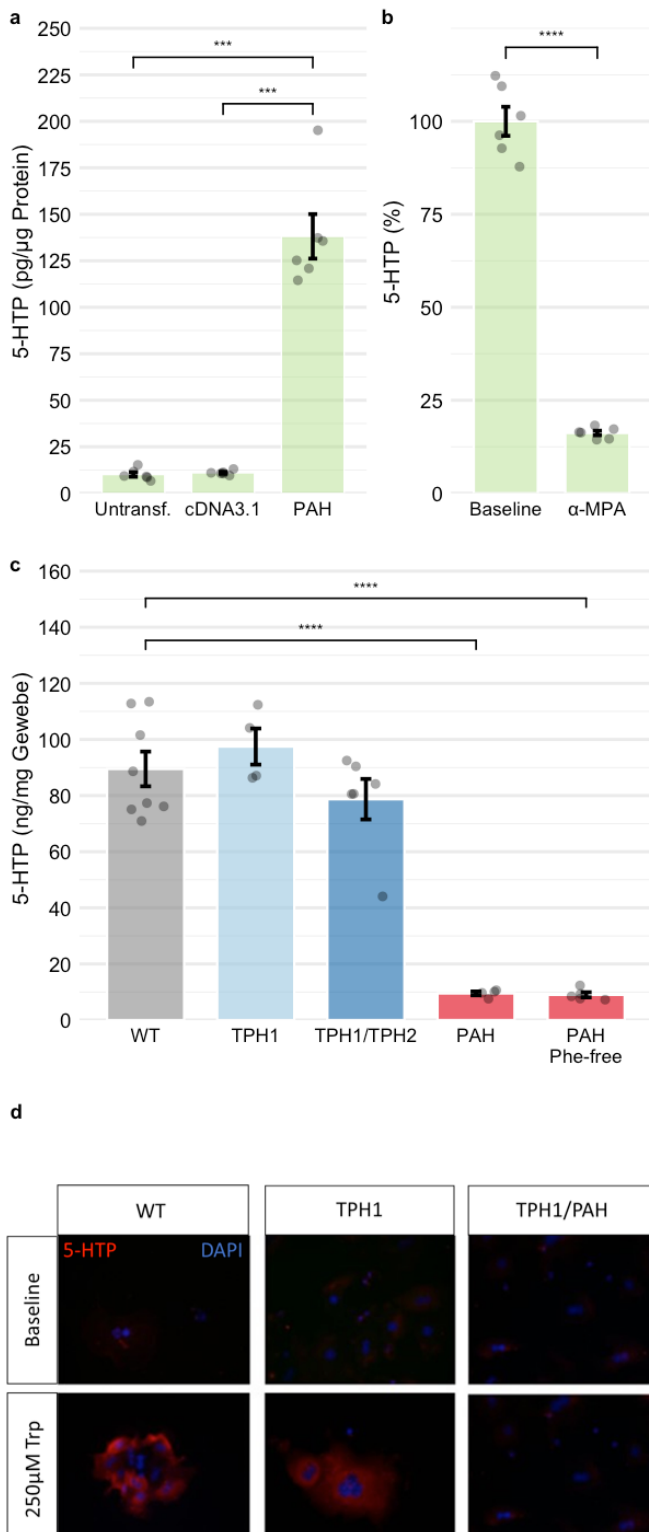 a
250
225
200
175
150
125
100
75
50
25
0
5-HTP (pg/µg Protein)
***
***
Untransf. cDNA3.1 PAH
b
100
75
50
25
0
5-HTP (%)
****
Baseline α-MPA
c
160
140
120
100
80
60
40
20
0
5-HTP (ng/mg Gewebe)
****
****
WT TPH1 TPH1/TPH2 PAH PAH
Phe-free
d
WT TPH1 TPH1/PAH
Baseline
5-HTP DAPI
250µM Trp